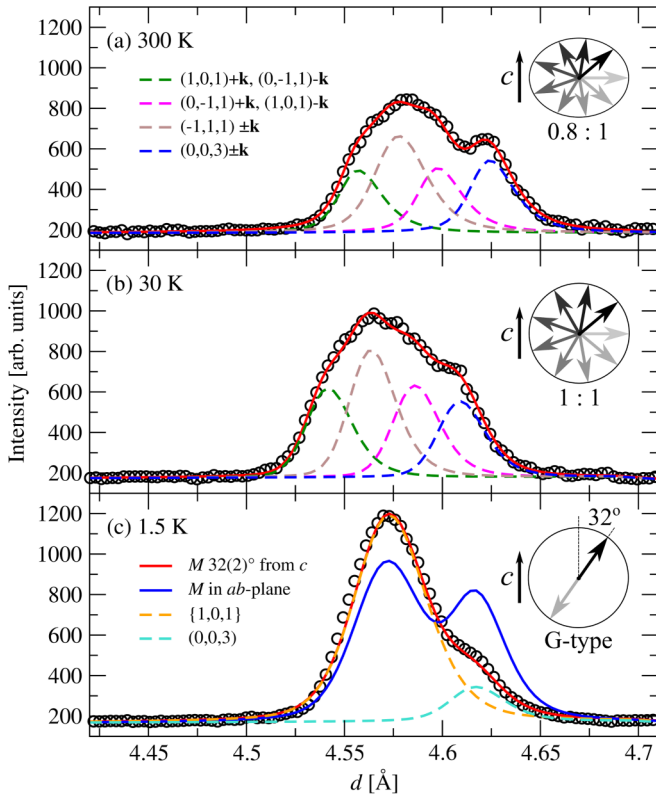 (a) 300 K
(1,0,1)+k, (0,-1,1)-k
(0,-1,1)+k, (1,0,1)-k
(-1,1,1) ±k
(0,0,3)±k
c
0.8 : 1
1200
1000
800
600
400
200
(b) 30 K
c
1 : 1
1200
1000
800
600
400
200
Intensity [arb. units]
(c) 1.5 K
M 32(2)° from c
M in ab-plane
{1,0,1}
(0,0,3)
32°
c
G-type
1200
1000
800
600
400
200
4.45
4.5
4.55
4.6
4.65
4.7
d [Å]